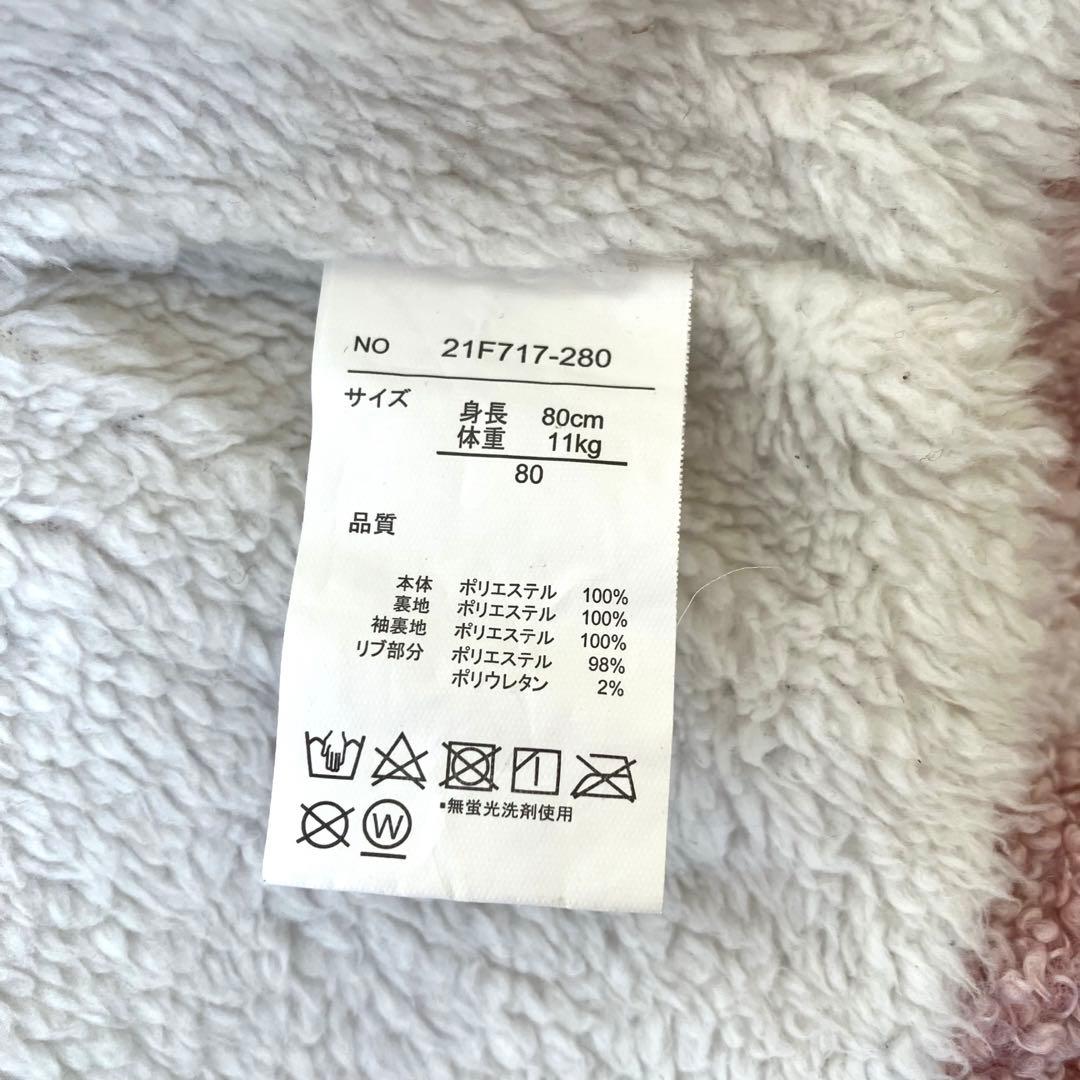 NO 21F717-280
サイズ
身長 80cm
体重 11kg
80
品質
本体 ポリエステル 100%
裏地 ポリエステル 100%
袖裏地 ポリエステル 100%
リブ部分 ポリエステル 98%
ポリウレタン 2%
▪無蛍光洗剤使用
W